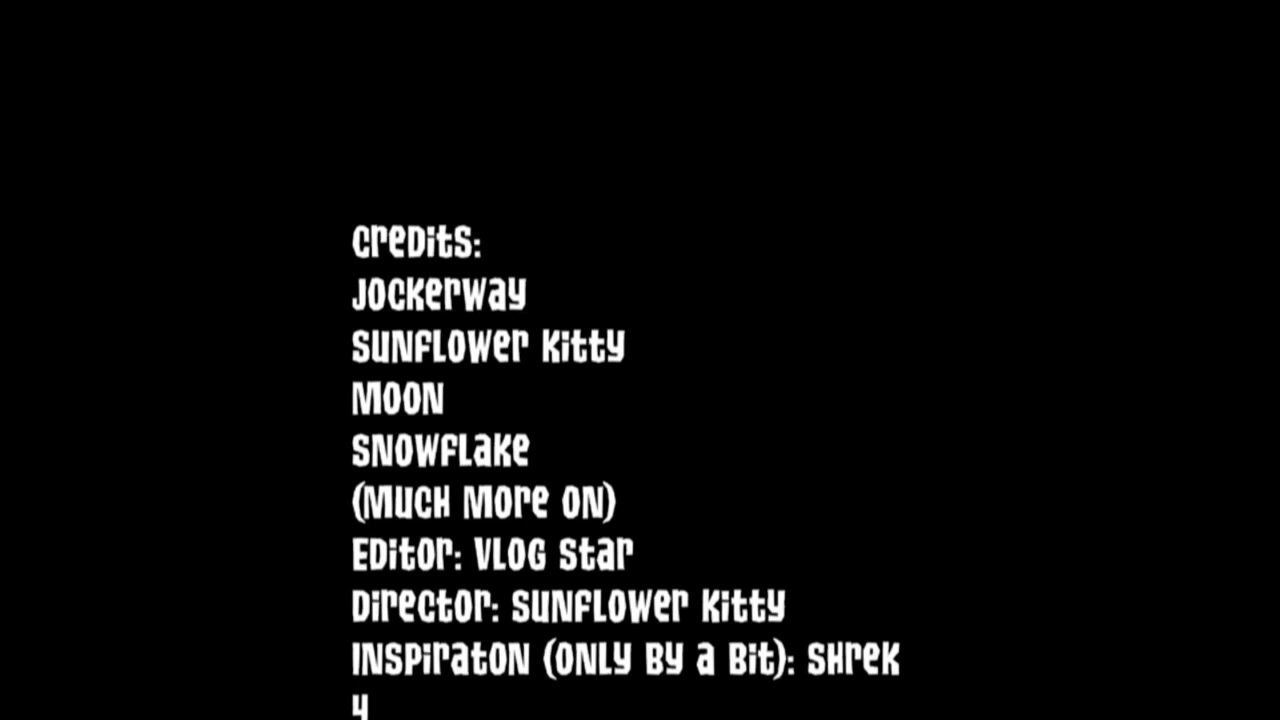 Credits:
Jockerway
Sunflower Kitty
Moon
Snowflake
(Much More On)
Editor: Vlog Star
Director: Sunflower Kitty
Inspiraton (Only By a Bit): Shrek
4